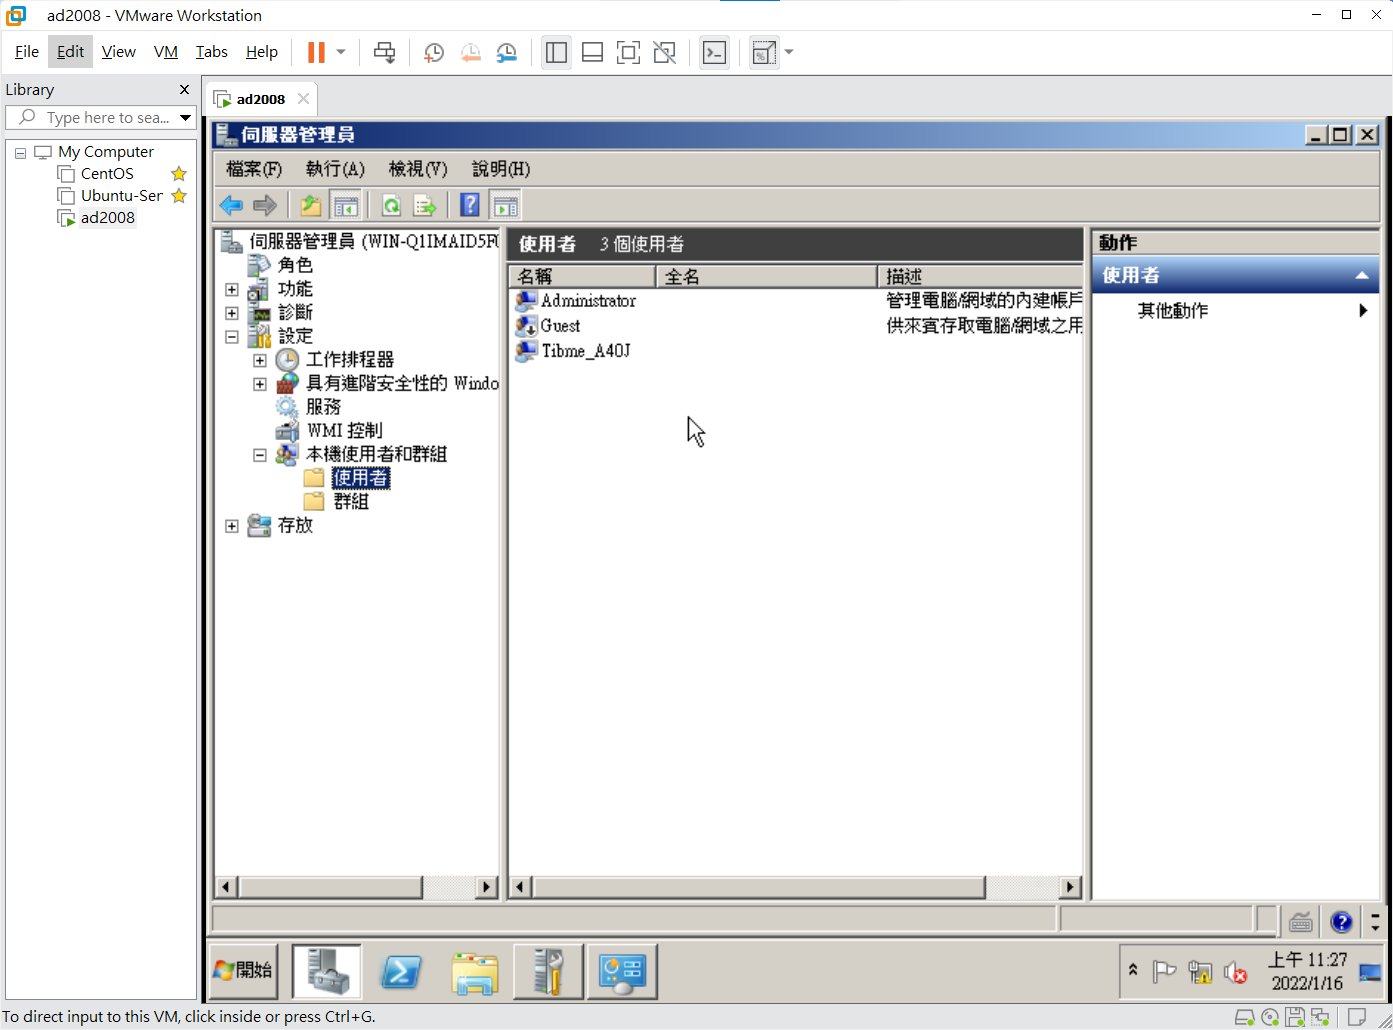 ad2008 - VMware Workstation
File Edit View VM Tabs Help
Library
Type here to sea...
My Computer
CentOS
Ubuntu-Ser
ad2008
ad2008
伺服器管理員
檔案(F) 執行(A) 檢視(V) 說明(H)
伺服器管理員 (WIN-Q1IMAID5FU
角色
功能
診斷
設定
工作排程器
具有進階安全性的 Windo
服務
WMI 控制
本機使用者和群組
使用者
群組
存放
使用者 3 個使用者
名稱 全名 描述
Administrator 管理電腦/網域的內建帳戶
Guest 供來賓存取電腦/網域之用
Tibme_A40J
動作
使用者
其他動作
開始
上午 11:27
2022/1/16
To direct input to this VM, click inside or press Ctrl+G.